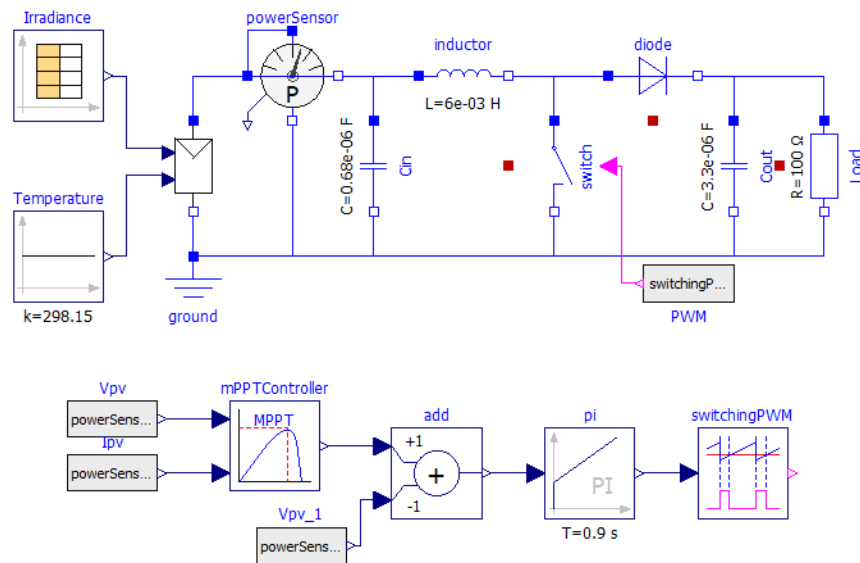 Irradiance
powerSensor
P
inductor
L=6e-03 H
diode
C=0.68e-06 F
Cin
switch
C=3.3e-06 F
Cout
R=100 Ω
Load
Temperature
k=298.15
ground
switchingP...
PWM
Vpv
powerSens...
Ipv
powerSens...
mPPTController
MPPT
add
+1
+
-1
Vpv_1
powerSens...
pi
PI
T=0.9 s
switchingPWM